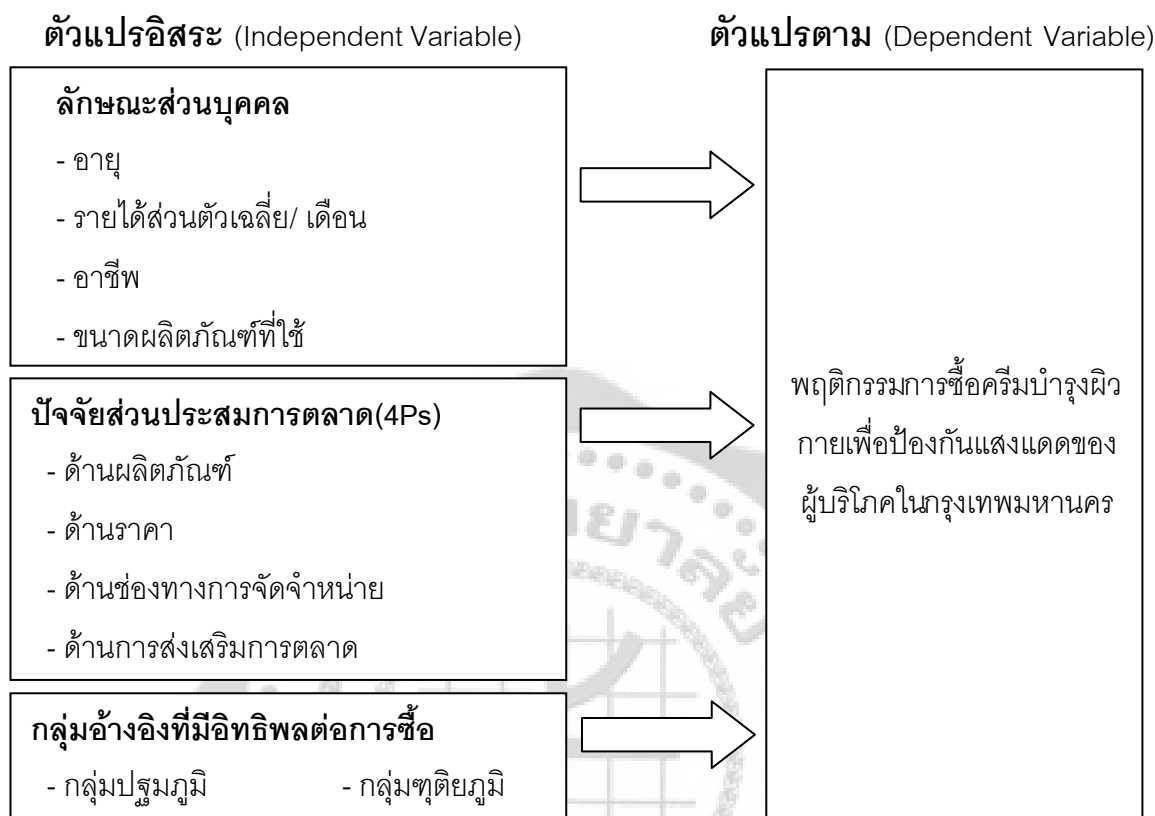 ตัวแปรอิสระ (Independent Variable)
ตัวแปรตาม (Dependent Variable)
ลักษณะส่วนบุคคล
- อายุ
- รายได้ส่วนตัวเฉลี่ย/ เดือน
- อาชีพ
- ขนาดผลิตภัณฑ์ที่ใช้
ปัจจัยส่วนประสมการตลาด(4Ps)
- ด้านผลิตภัณฑ์
- ด้านราคา
- ด้านช่องทางการจัดจำหน่าย
- ด้านการส่งเสริมการตลาด
กลุ่มอ้างอิงที่มีอิทธิพลต่อการซื้อ
- กลุ่มปฐมภูมิ - กลุ่มฑุติยภูมิ
พฤติกรรมการซื้อครีมบำรุงผิว
กายเพื่อป้องกันแสงแดดของ
ผู้บริโภคในกรุงเทพมหานคร